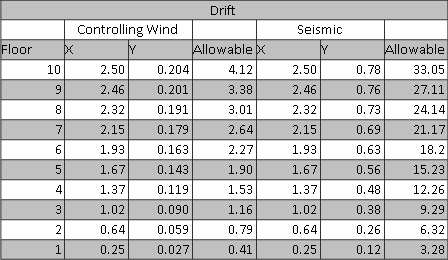 Drift
Controlling Wind Seismic
Floor X Y Allowable X Y Allowable
10 2.50 0.204 4.12 2.50 0.78 33.05
9 2.46 0.201 3.38 2.46 0.76 27.11
8 2.32 0.191 3.01 2.32 0.73 24.14
7 2.15 0.179 2.64 2.15 0.69 21.17
6 1.93 0.163 2.27 1.93 0.63 18.2
5 1.67 0.143 1.90 1.67 0.56 15.23
4 1.37 0.119 1.53 1.37 0.48 12.26
3 1.02 0.090 1.16 1.02 0.38 9.29
2 0.64 0.059 0.79 0.64 0.26 6.32
1 0.25 0.027 0.41 0.25 0.12 3.28